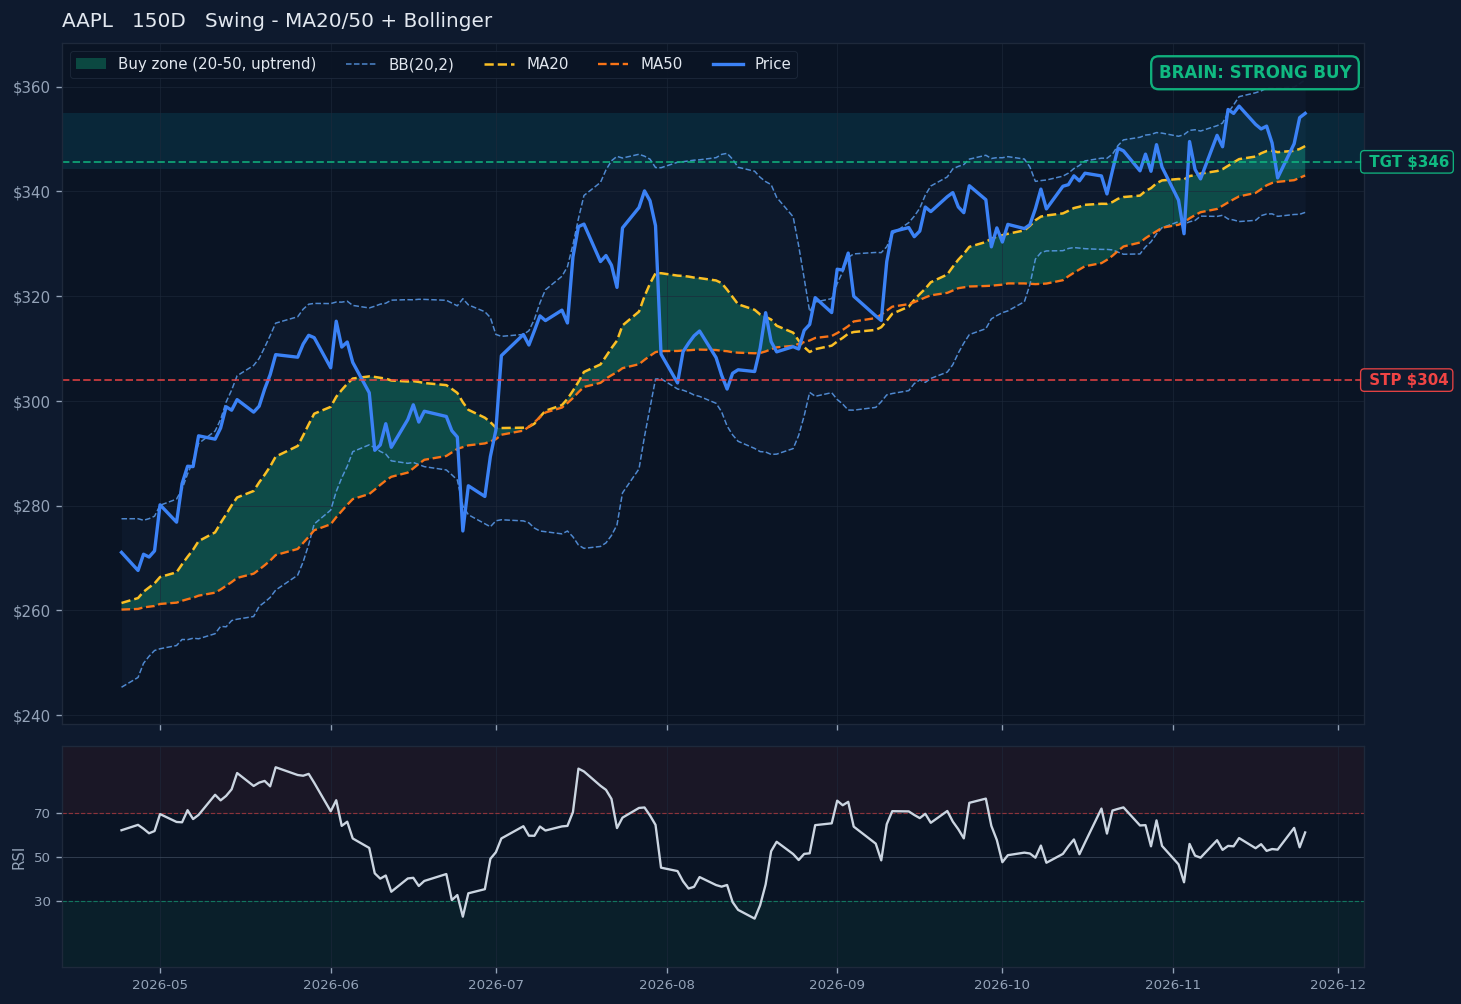 AAPL   150D   Swing - MA20/50 + Bollinger
Buy zone (20-50, uptrend)
BB(20,2)
MA20
MA50
Price
BRAIN: STRONG BUY
$360
$340
$320
$300
$280
$260
$240
TGT $346
STP $304
RSI
70
50
30
2026-05
2026-06
2026-07
2026-08
2026-09
2026-10
2026-11
2026-12